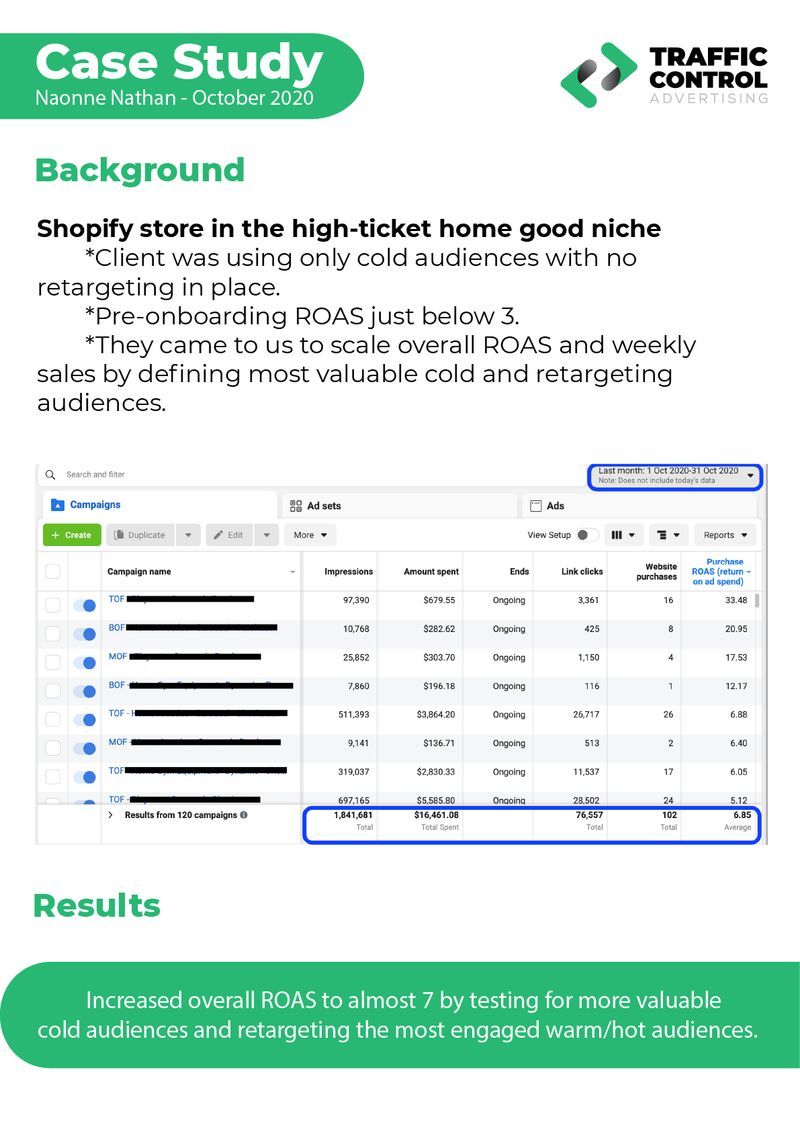 Case Study
Naonne Nathan - October 2020
TRAFFIC
CONTROL
ADVERTISING
Background
Shopify store in the high-ticket home good niche
*Client was using only cold audiences with no
retargeting in place.
*Pre-onboarding ROAS just below 3.
*They came to us to scale overall ROAS and weekly
sales by defining most valuable cold and retargeting
audiences.
Search and filter
Last month: 1 Oct 2020-31 Oct 2020
Note: Does not include today's data
Campaigns Ad sets Ads
+ Create Duplicate Edit More View Setup Reports
Campaign name Impressions Amount spent Ends Link clicks Website purchases Purchase ROAS (return on ad spend)
TOF 97,390 $679.55 Ongoing 3,361 16 33.48
BOF 10,768 $282.62 Ongoing 425 8 20.95
MOF 25,852 $303.70 Ongoing 1,150 4 17.53
BOF 7,860 $196.18 Ongoing 116 1 12.17
TOF - 511,393 $3,864.20 Ongoing 26,717 26 6.88
MOF 9,141 $136.71 Ongoing 513 2 6.40
TOF 319,037 $2,830.33 Ongoing 11,537 17 6.05
TOF - 697,165 $5,585.80 Ongoing 28,502 24 5.12
Results from 120 campaigns 1,841,681 $16,461.08 76,557 102 6.85
Total Total Spent Total Total Average
Results
Increased overall ROAS to almost 7 by testing for more valuable
cold audiences and retargeting the most engaged warm/hot audiences.